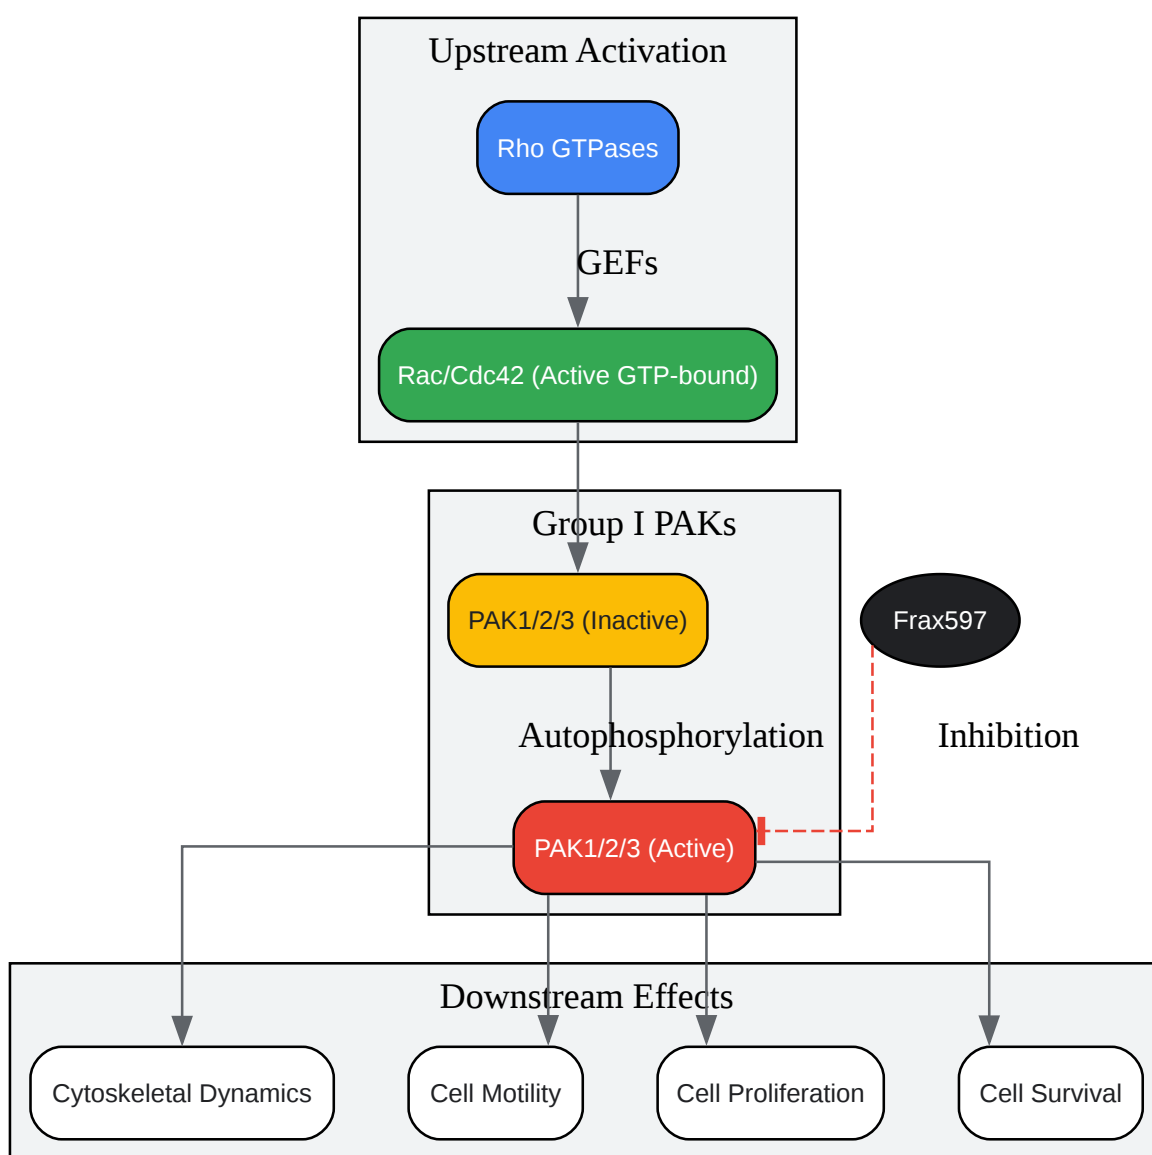 Upstream Activation
Rho GTPases
GEFs
Rac/Cdc42 (Active GTP-bound)
Group I PAKs
PAK1/2/3 (Inactive)
Frax597
Autophosphorylation
Inhibition
PAK1/2/3 (Active)
Downstream Effects
Cytoskeletal Dynamics
Cell Motility
Cell Proliferation
Cell Survival